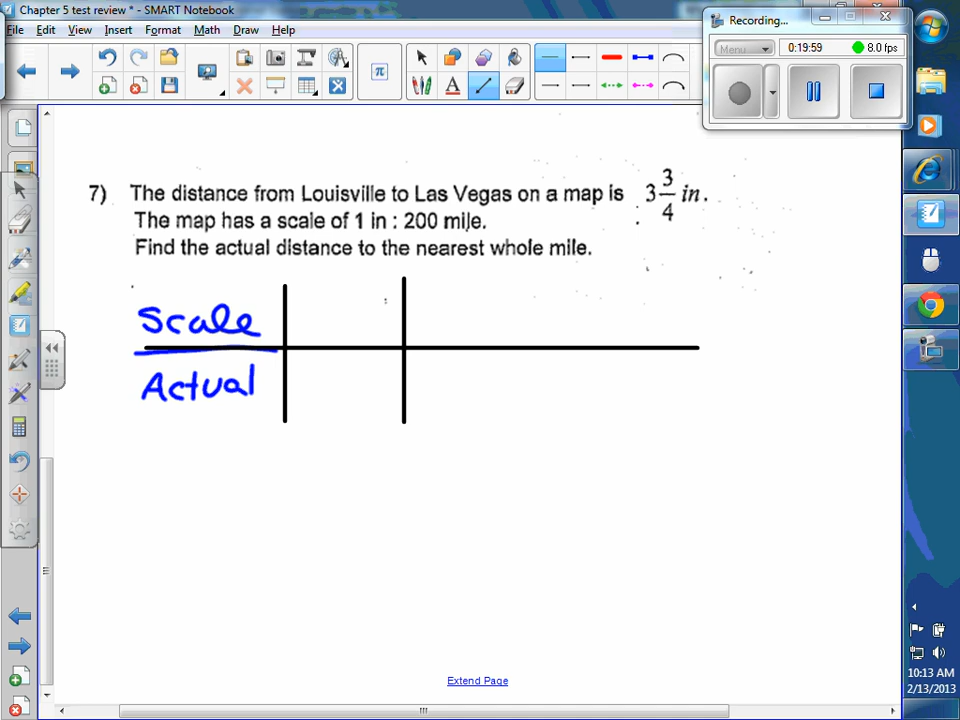 Chapter 5 test review * - SMART Notebook
File Edit View Insert Format Math Draw Help
Recording...
Menu 0:19:59 8.0 fps
π
A
7) The distance from Louisville to Las Vegas on a map is 3 3/4 in.
The map has a scale of 1 in : 200 mile.
Find the actual distance to the nearest whole mile.
Scale
Actual
Extend Page
10:13 AM
2/13/2013